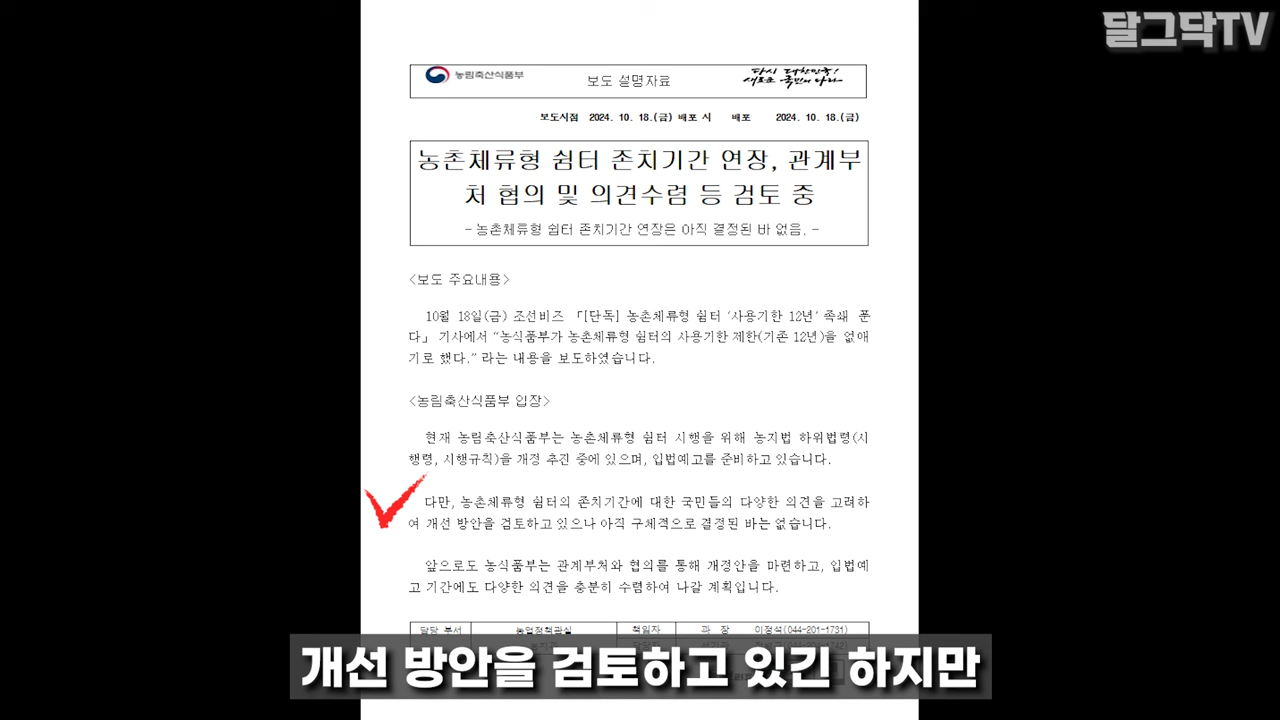 달그닥TV
농림축산식품부
보도 설명자료
다시 대한민국!
새로운 국민의 나라
보도시점 2024. 10. 18.(금) 배포 시 배포 2024. 10. 18.(금)
농촌체류형 쉼터 존치기간 연장, 관계부
처 협의 및 의견수렴 등 검토 중
- 농촌체류형 쉼터 존치기간 연장은 아직 결정된 바 없음. -
<보도 주요내용>
10월 18일(금) 조선비즈 「[단독] 농촌체류형 쉼터 '사용기한 12년' 족쇄 푼
다」 기사에서 "농식품부가 농촌체류형 쉼터의 사용기한 제한(기존 12년)을 없애
기로 했다." 라는 내용을 보도하였습니다.
<농림축산식품부 입장>
현재 농림축산식품부는 농촌체류형 쉼터 시행을 위해 농지법 하위법령(시
행령, 시행규칙)을 개정 추진 중에 있으며, 입법예고를 준비하고 있습니다.
다만, 농촌체류형 쉼터의 존치기간에 대한 국민들의 다양한 의견을 고려하
여 개선 방안을 검토하고 있으나 아직 구체적으로 결정된 바는 없습니다.
앞으로도 농식품부는 관계부처와 협의를 통해 개정안을 마련하고, 입법예
고 기간에도 다양한 의견을 충분히 수렴하여 나갈 계획입니다.
담당 부서 농업정책관실 책임자 과 장 이정석(044-201-1731)
개선 방안을 검토하고 있긴 하지만